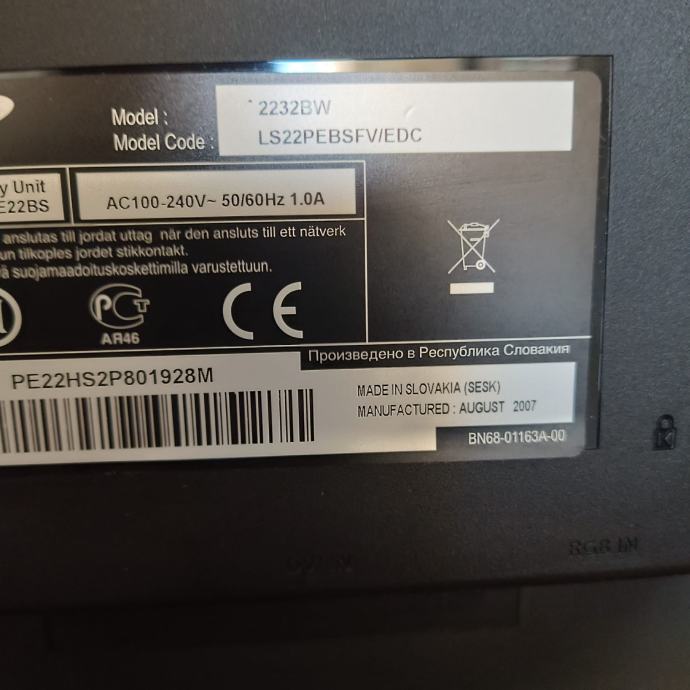 Model : 2232BW
Model Code : LS22PEBSFV/EDC
y Unit
E22BS
AC100-240V~ 50/60Hz 1.0A
anslutas till jordat uttag när den ansluts till ett nätverk
un tilkoples jordet stikkontakt.
ä suojamaadoituskoskettimilla varustettuun.
PCT
AЯ46
CE
Произведено в Республика Словакия
PE22HS2P801928M
MADE IN SLOVAKIA (SESK)
MANUFACTURED : AUGUST 2007
BN68-01163A-00
RGB IN